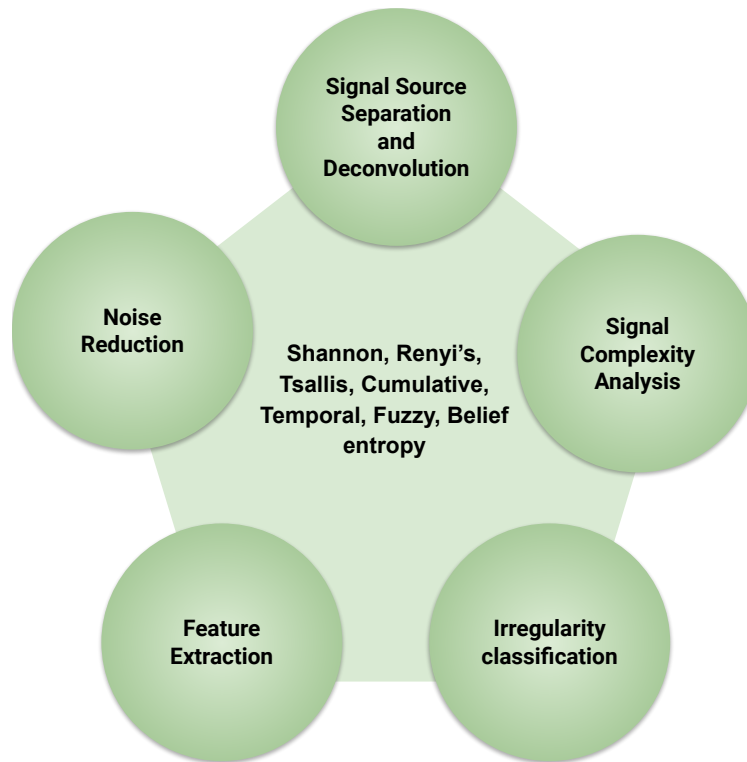 Signal Source
Separation
and
Deconvolution
Noise
Reduction
Shannon, Renyi's,
Tsallis, Cumulative,
Temporal, Fuzzy, Belief
entropy
Signal
Complexity
Analysis
Feature
Extraction
Irregularity
classification